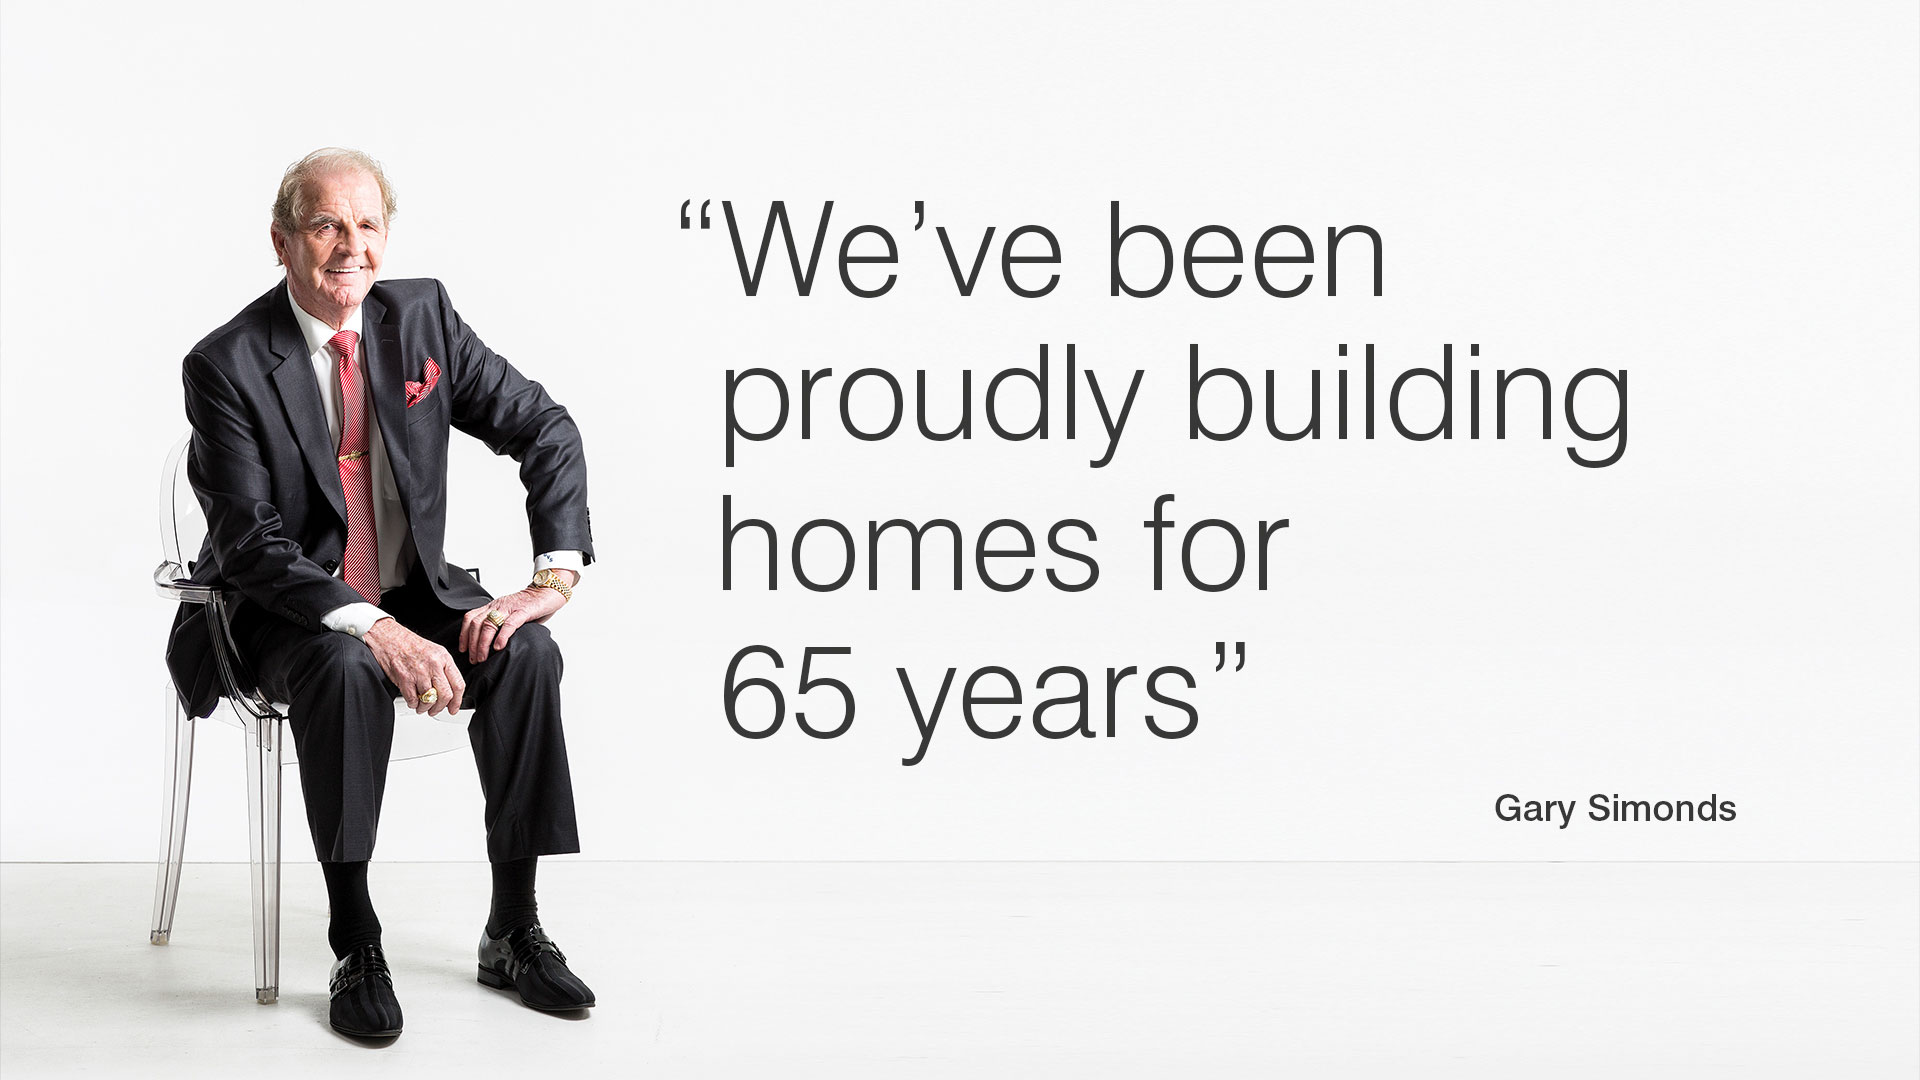 “We’ve been
proudly building
homes for
65 years”
Gary Simonds